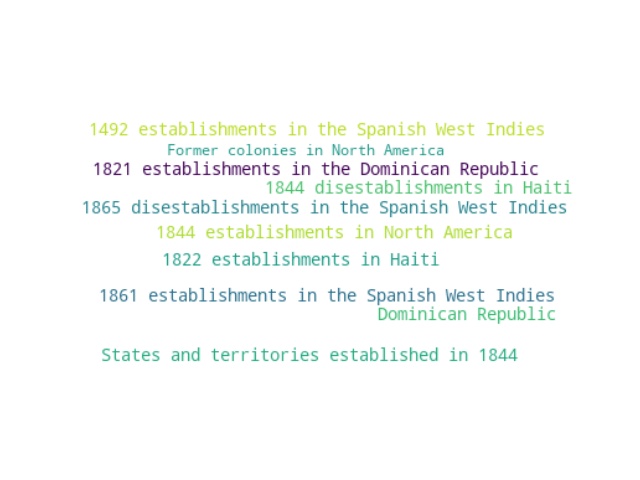 1492 establishments in the Spanish West Indies
Former colonies in North America
1821 establishments in the Dominican Republic
1844 disestablishments in Haiti
1865 disestablishments in the Spanish West Indies
1844 establishments in North America
1822 establishments in Haiti
1861 establishments in the Spanish West Indies
Dominican Republic
States and territories established in 1844